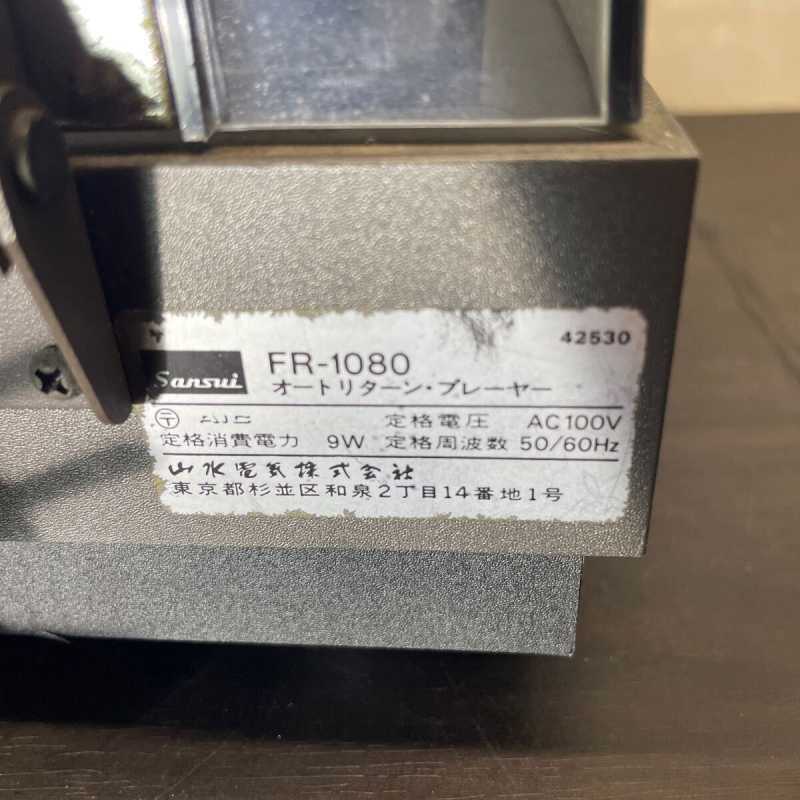 42530
Sansui
FR-1080
オートリターン・プレーヤー
〒 定格電圧 AC100V
定格消費電力 9W 定格周波数 50/60Hz
山水電気株式会社
東京都杉並区和泉2丁目14番地1号